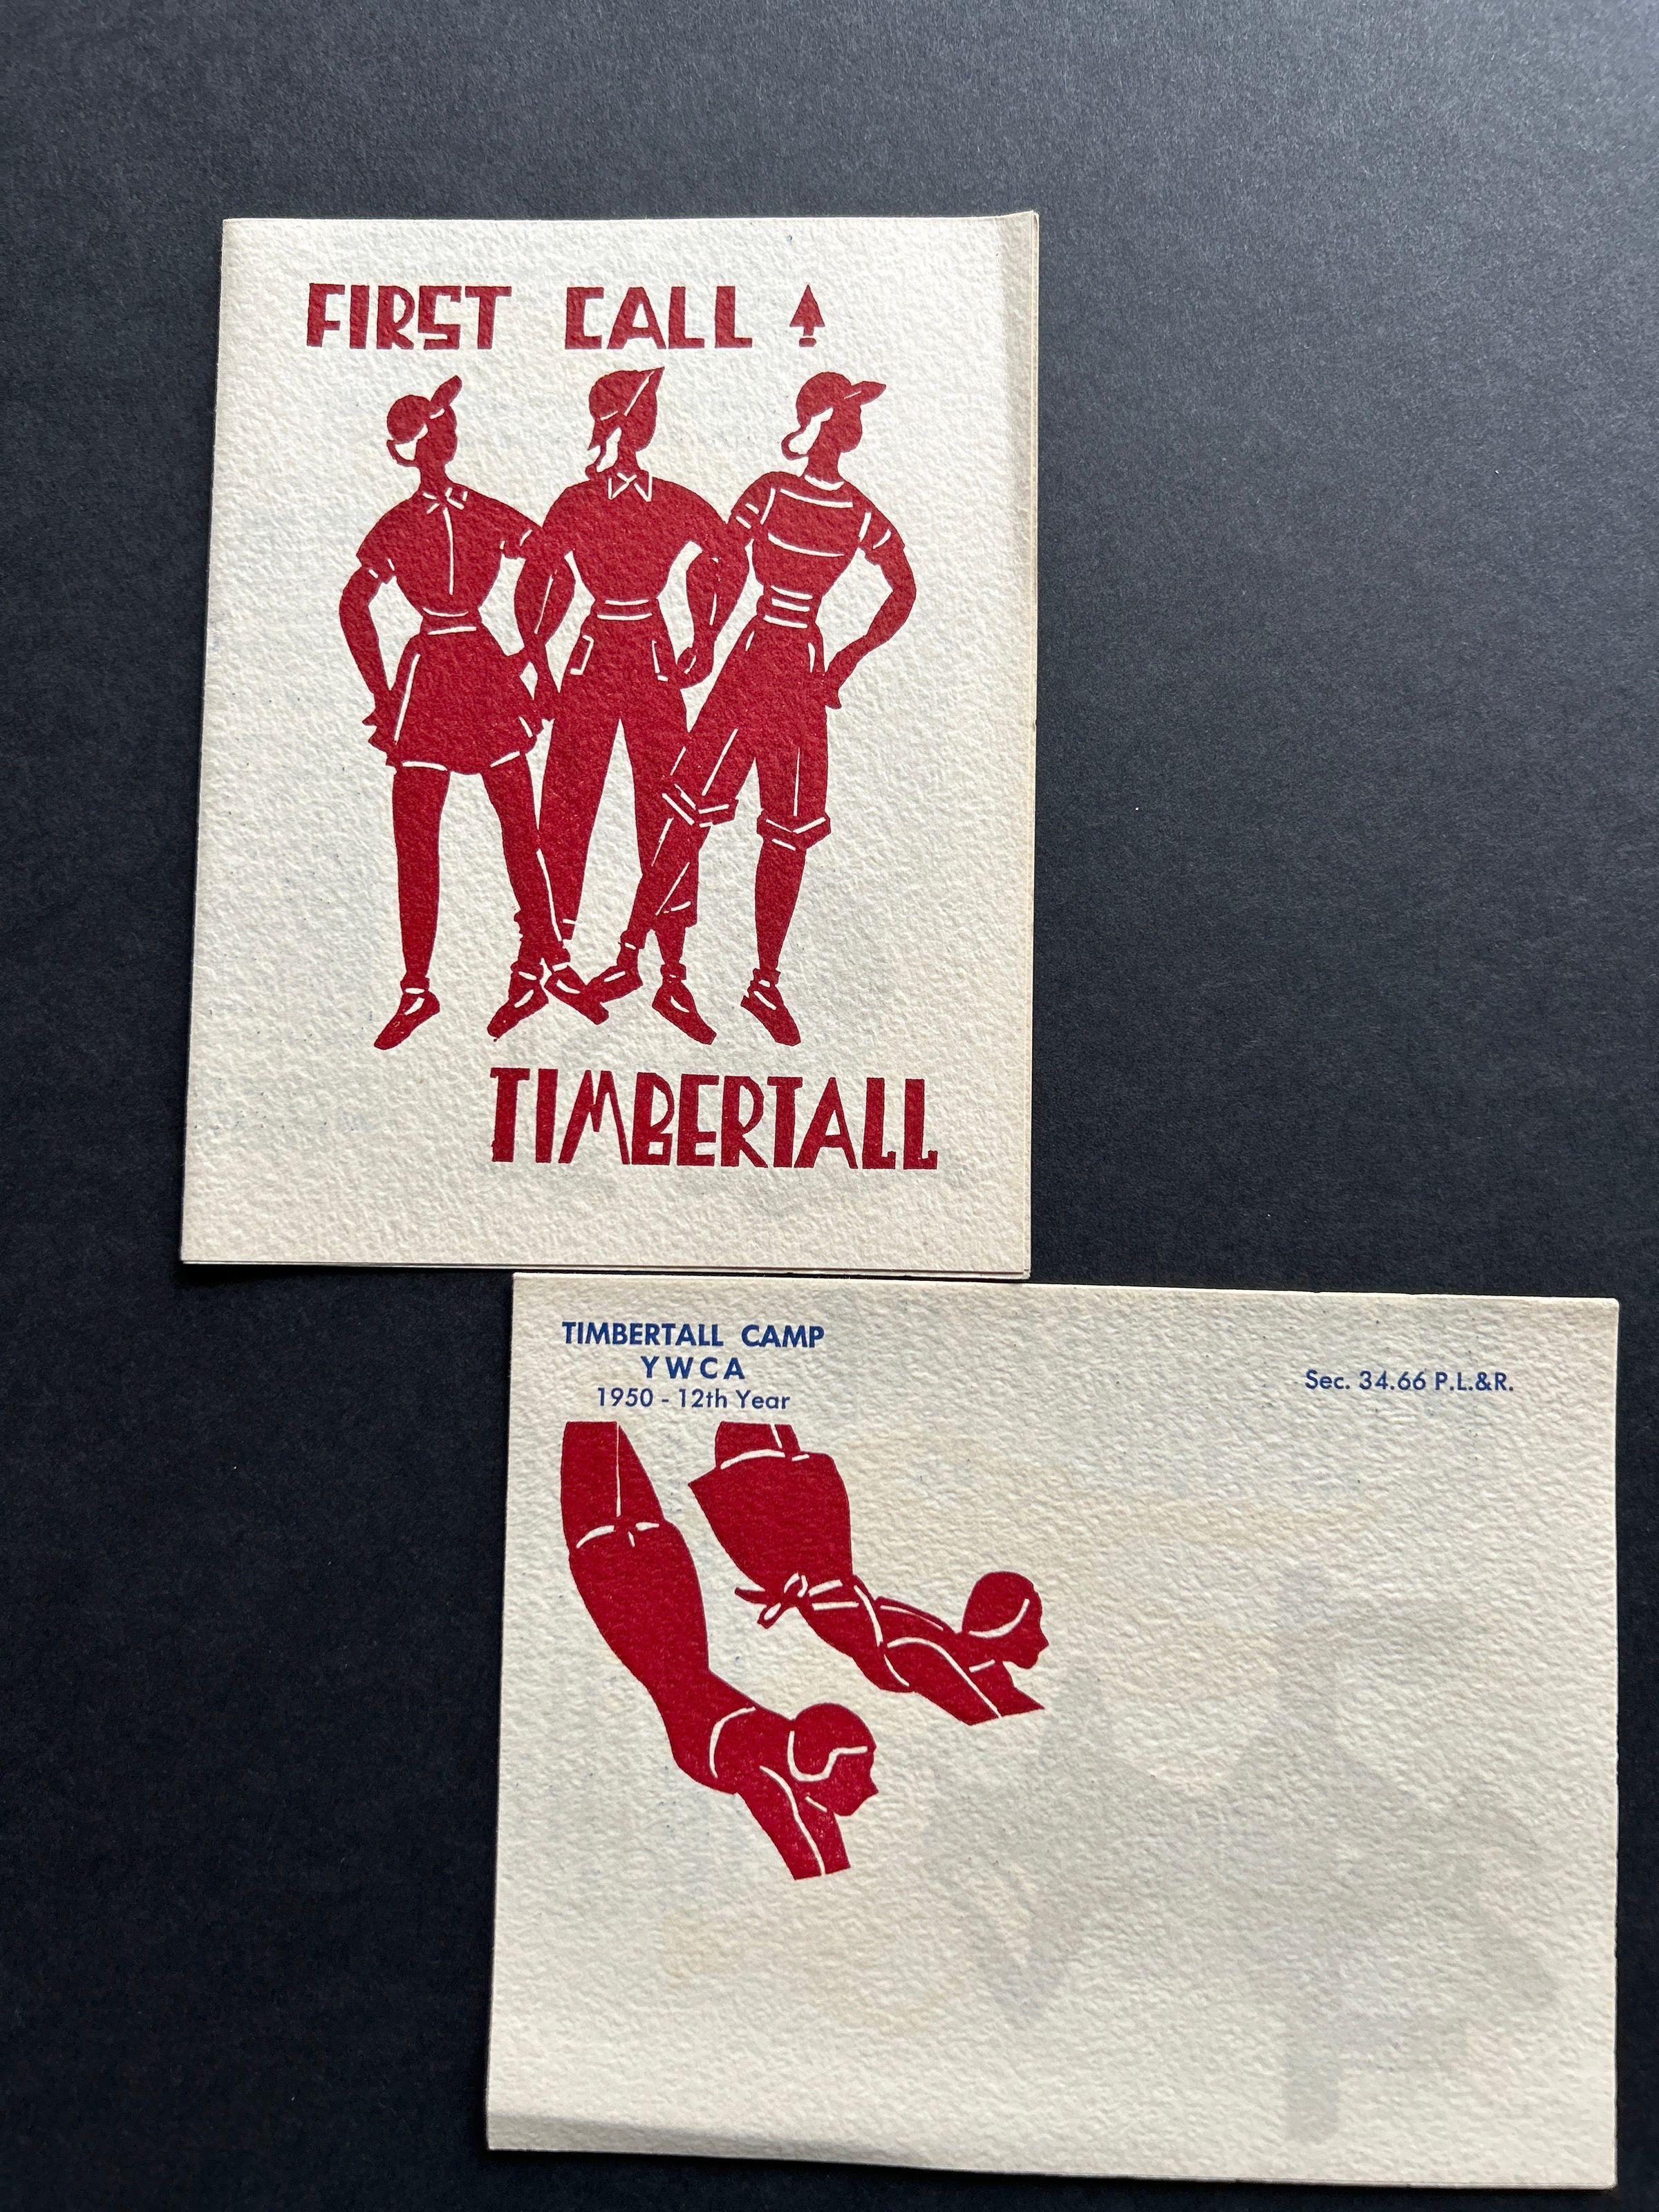 FIRST CALL
TIMBERTALL
TIMBERTALL CAMP
YWCA
1950 - 12th Year
Sec. 34.66 P.L.&R.